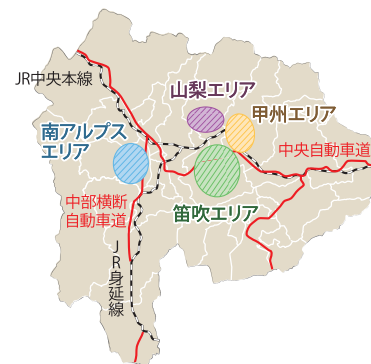 JR中央本線
山梨エリア
甲州エリア
南アルプス
エリア
中央自動車道
中部横断
自動車道
笛吹エリア
JR身延線